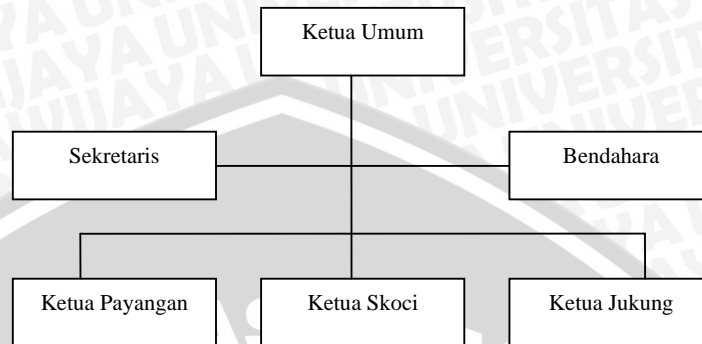 Ketua Umum
Sekretaris
Bendahara
Ketua Payangan
Ketua Skoci
Ketua Jukung